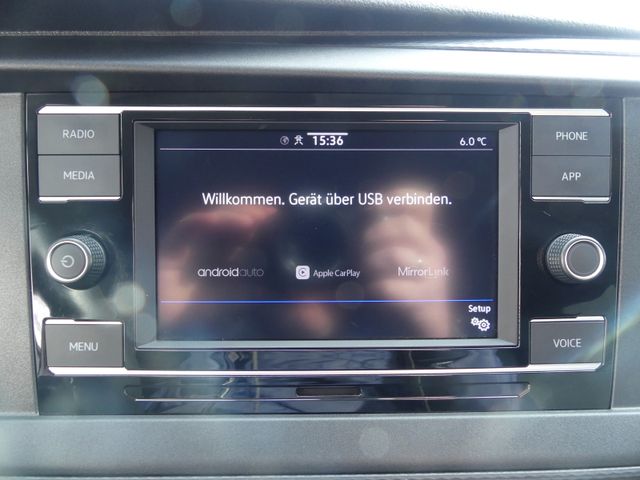 RADIO
MEDIA
MENU
15:36
6.0 °C
Willkommen. Gerät über USB verbinden.
androidauto
Apple CarPlay
MirrorLink
Setup
PHONE
APP
VOICE